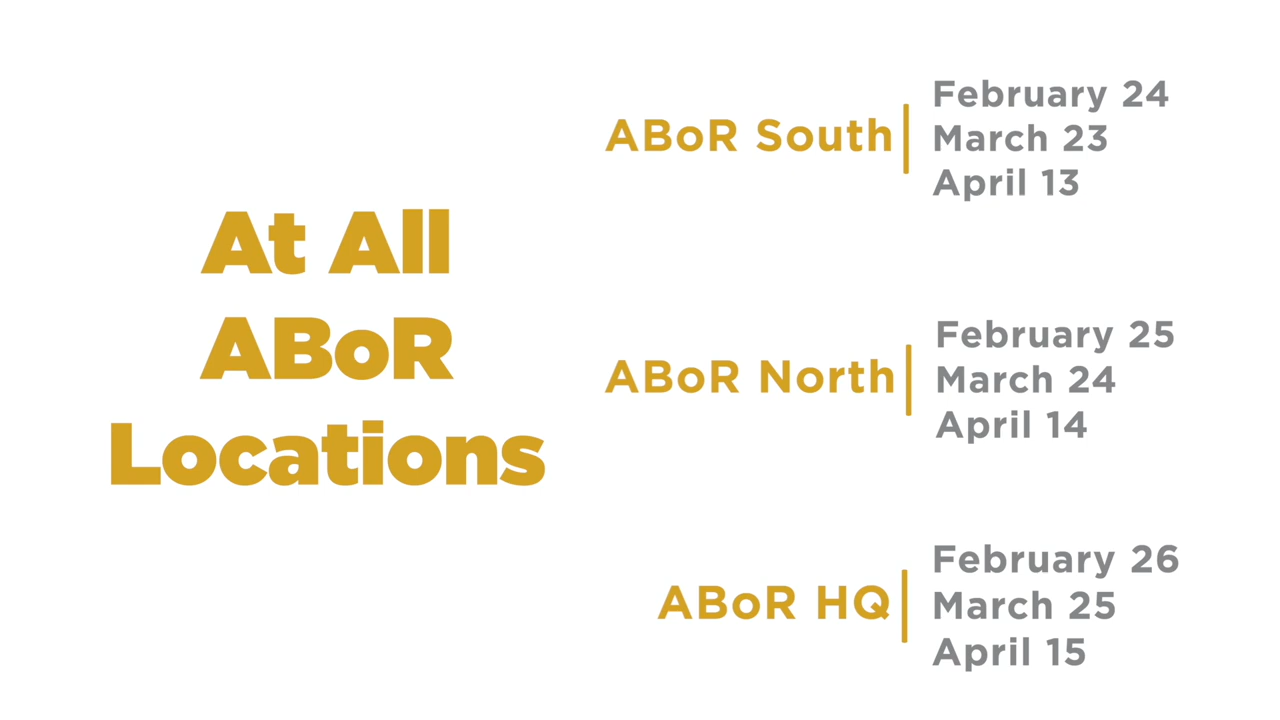 At All
ABoR
Locations
ABoR South
February 24
March 23
April 13
ABoR North
February 25
March 24
April 14
ABoR HQ
February 26
March 25
April 15